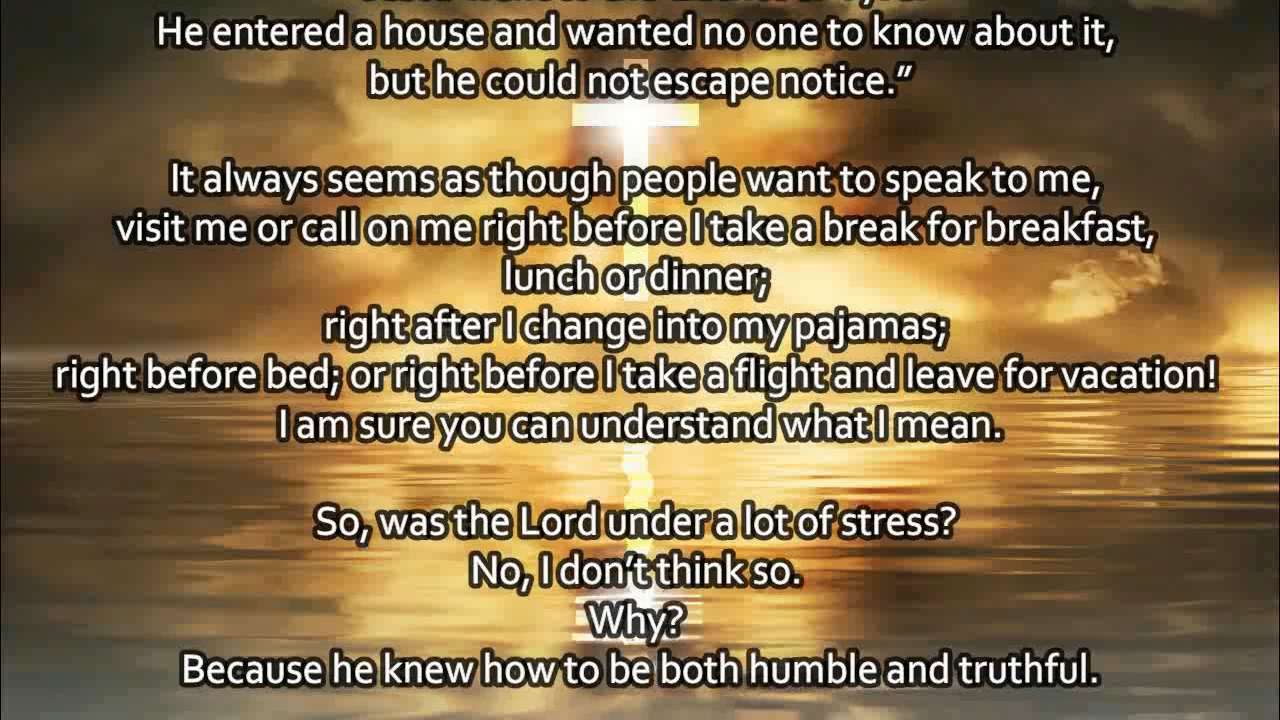 He entered a house and wanted no one to know about it,
but he could not escape notice.”
It always seems as though people want to speak to me,
visit me or call on me right before I take a break for breakfast,
lunch or dinner;
right after I change into my pajamas;
right before bed; or right before I take a flight and leave for vacation!
I am sure you can understand what I mean.
So, was the Lord under a lot of stress?
No, I don’t think so.
Why?
Because he knew how to be both humble and truthful.